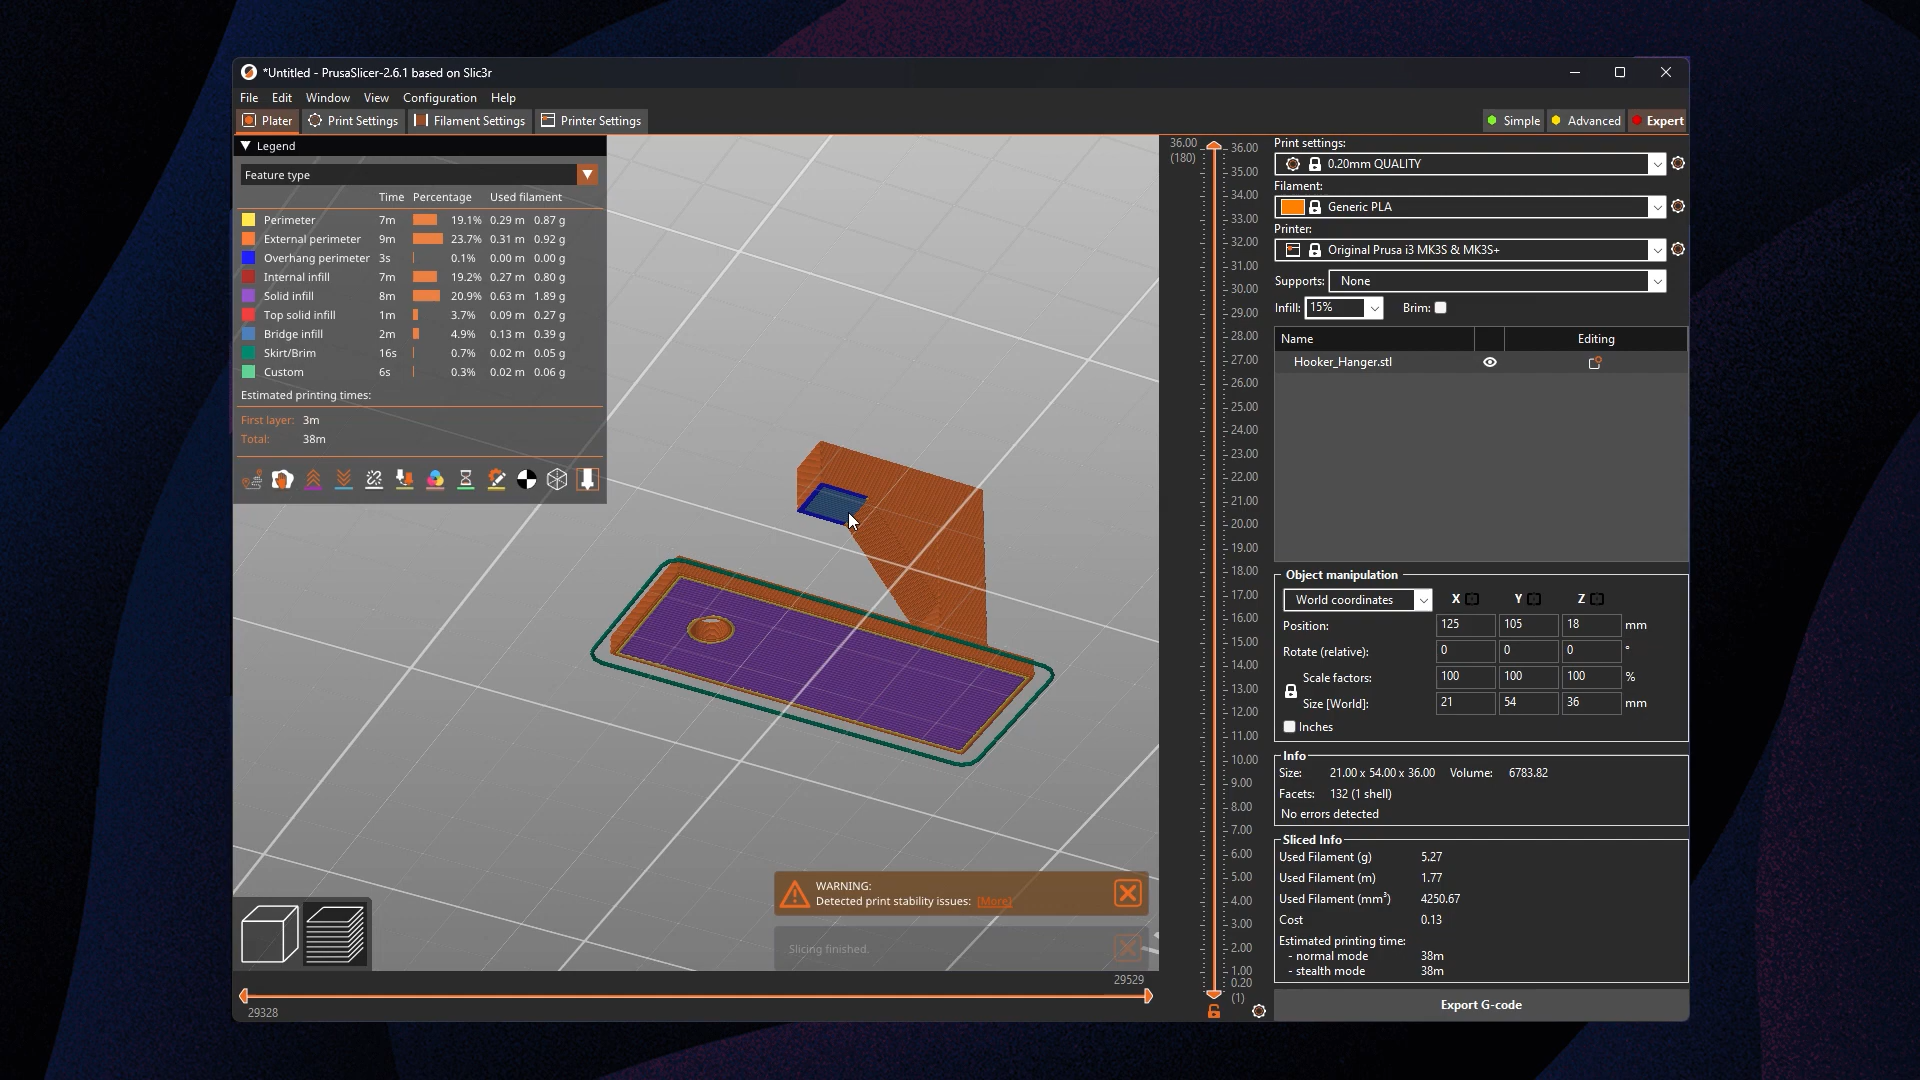 *Untitled - PrusaSlicer-2.6.1 based on Slic3r
File Edit Window View Configuration Help
Plater Print Settings Filament Settings Printer Settings
Simple Advanced Expert
Legend
Feature type
Time Percentage Used filament
Perimeter 7m 19.1% 0.29 m 0.87 g
External perimeter 9m 23.7% 0.31 m 0.92 g
Overhang perimeter 3s 0.1% 0.00 m 0.00 g
Internal infill 7m 19.2% 0.27 m 0.80 g
Solid infill 8m 20.9% 0.63 m 1.89 g
Top solid infill 1m 3.7% 0.09 m 0.27 g
Bridge infill 2m 4.9% 0.13 m 0.39 g
Skirt/Brim 16s 0.7% 0.02 m 0.05 g
Custom 6s 0.3% 0.02 m 0.06 g
Estimated printing times:
First layer: 3m
Total: 38m
WARNING:
Detected print stability issues: [More]
Slicing finished.
29529
29328
36.00
(180)
36.00
35.00
34.00
33.00
32.00
31.00
30.00
29.00
28.00
27.00
26.00
25.00
24.00
23.00
22.00
21.00
20.00
19.00
18.00
17.00
16.00
15.00
14.00
13.00
12.00
11.00
10.00
9.00
8.00
7.00
6.00
5.00
4.00
3.00
2.00
1.00
0.20
(1)
Print settings:
0.20mm QUALITY
Filament:
Generic PLA
Printer:
Original Prusa i3 MK3S & MK3S+
Supports: None
Infill: 15% Brim:
Name Editing
Hooker_Hanger.stl
Object manipulation
World coordinates X Y Z
Position: 125 105 18 mm
Rotate (relative): 0 0 0 °
Scale factors: 100 100 100 %
Size [World]: 21 54 36 mm
Inches
Info
Size: 21.00 x 54.00 x 36.00 Volume: 6783.82
Facets: 132 (1 shell)
No errors detected
Sliced Info
Used Filament (g) 5.27
Used Filament (m) 1.77
Used Filament (mm³) 4250.67
Cost 0.13
Estimated printing time:
- normal mode 38m
- stealth mode 38m
Export G-code